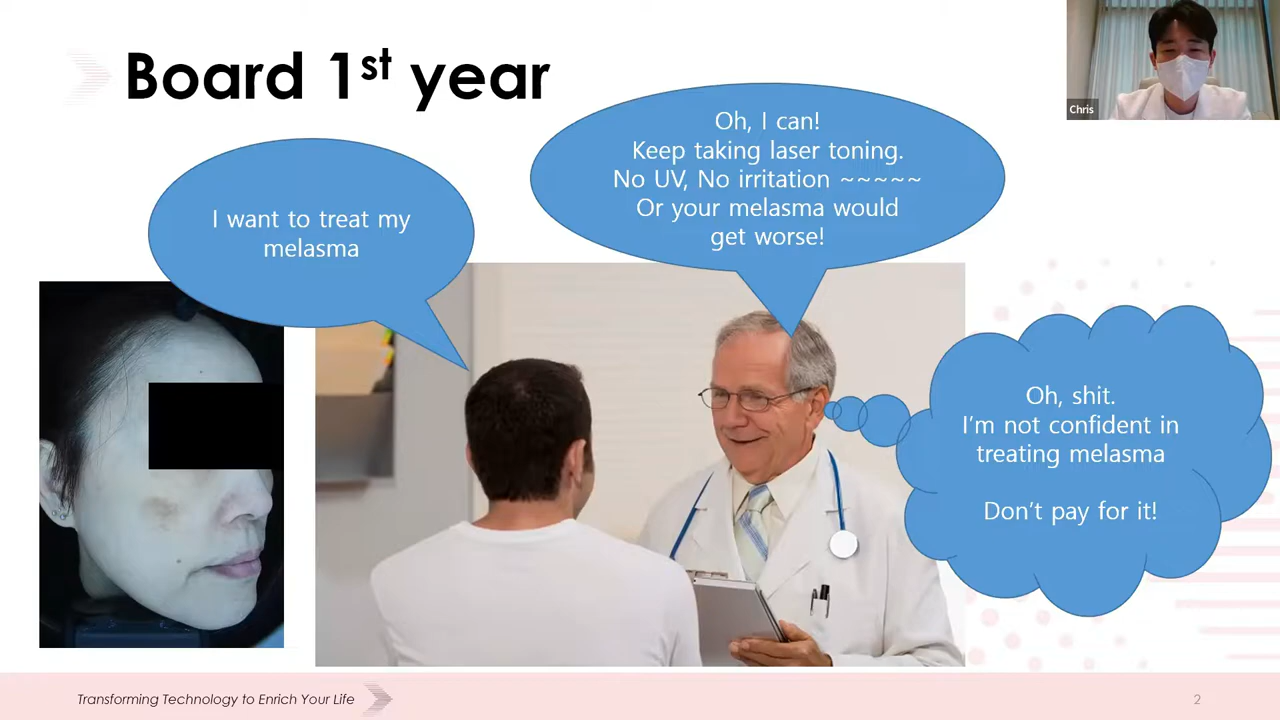 Board 1st year
Chris
Oh, I can!
Keep taking laser toning.
No UV, No irritation ~~~~~
Or your melasma would
get worse!
I want to treat my
melasma
Oh, shit.
I'm not confident in
treating melasma
Don't pay for it!
Transforming Technology to Enrich Your Life
2